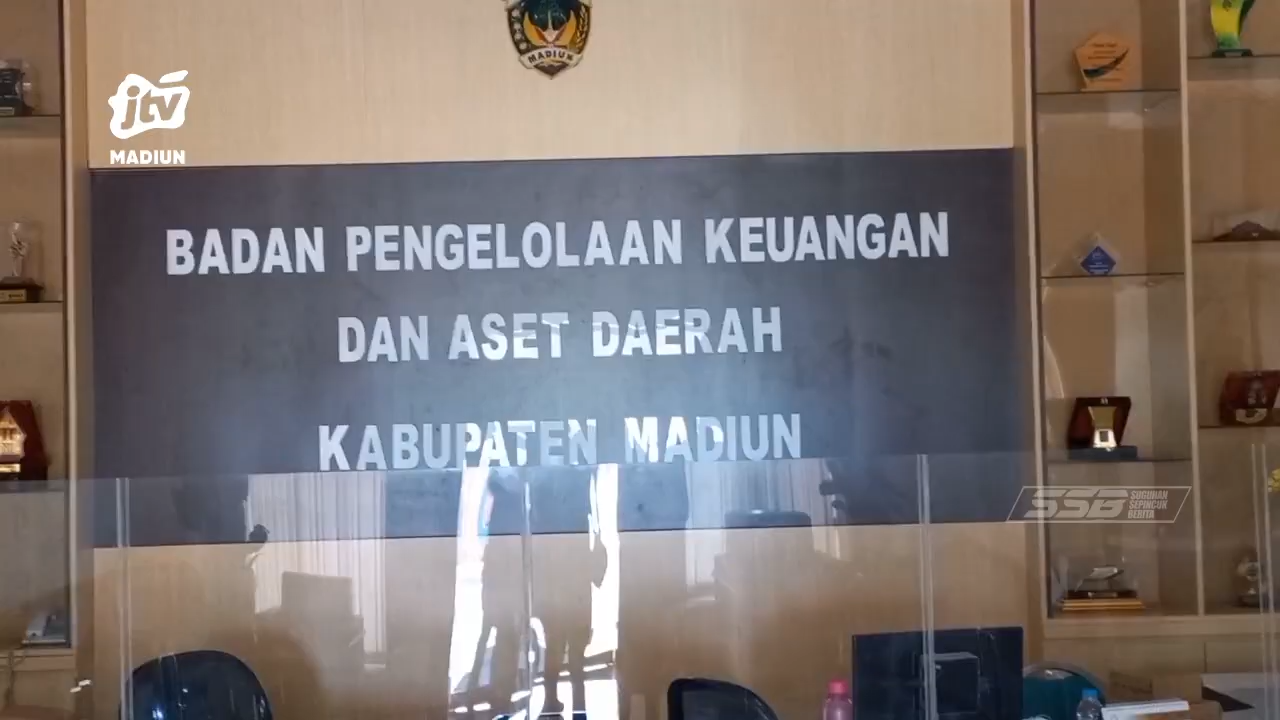 MADIUN
jtv
MADIUN
BADAN PENGELOLAAN KEUANGAN
DAN ASET DAERAH
KABUPATEN MADIUN
SSB SUGUHAN
SEPINCUK
BERITA